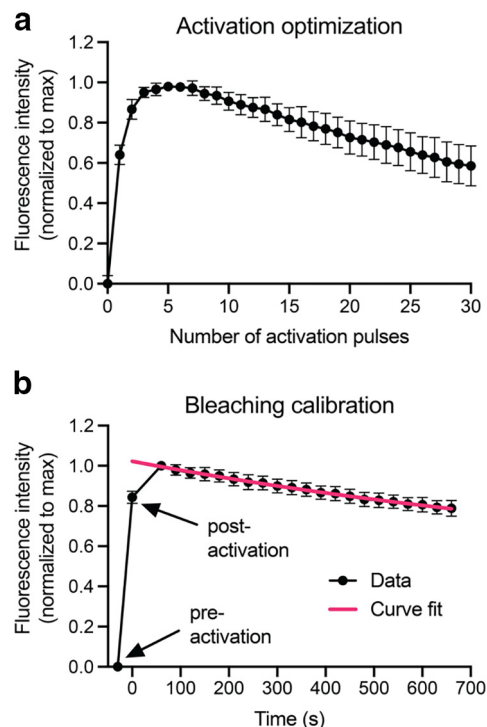 a
Activation optimization
Fluorescence intensity
(normalized to max)
1.2
1.0
0.8
0.6
0.4
0.2
0.0
0 5 10 15 20 25 30
Number of activation pulses
b
Bleaching calibration
Fluorescence intensity
(normalized to max)
1.2
1.0
0.8
0.6
0.4
0.2
0.0
post-
activation
pre-
activation
Data
Curve fit
0 100 200 300 400 500 600 700
Time (s)